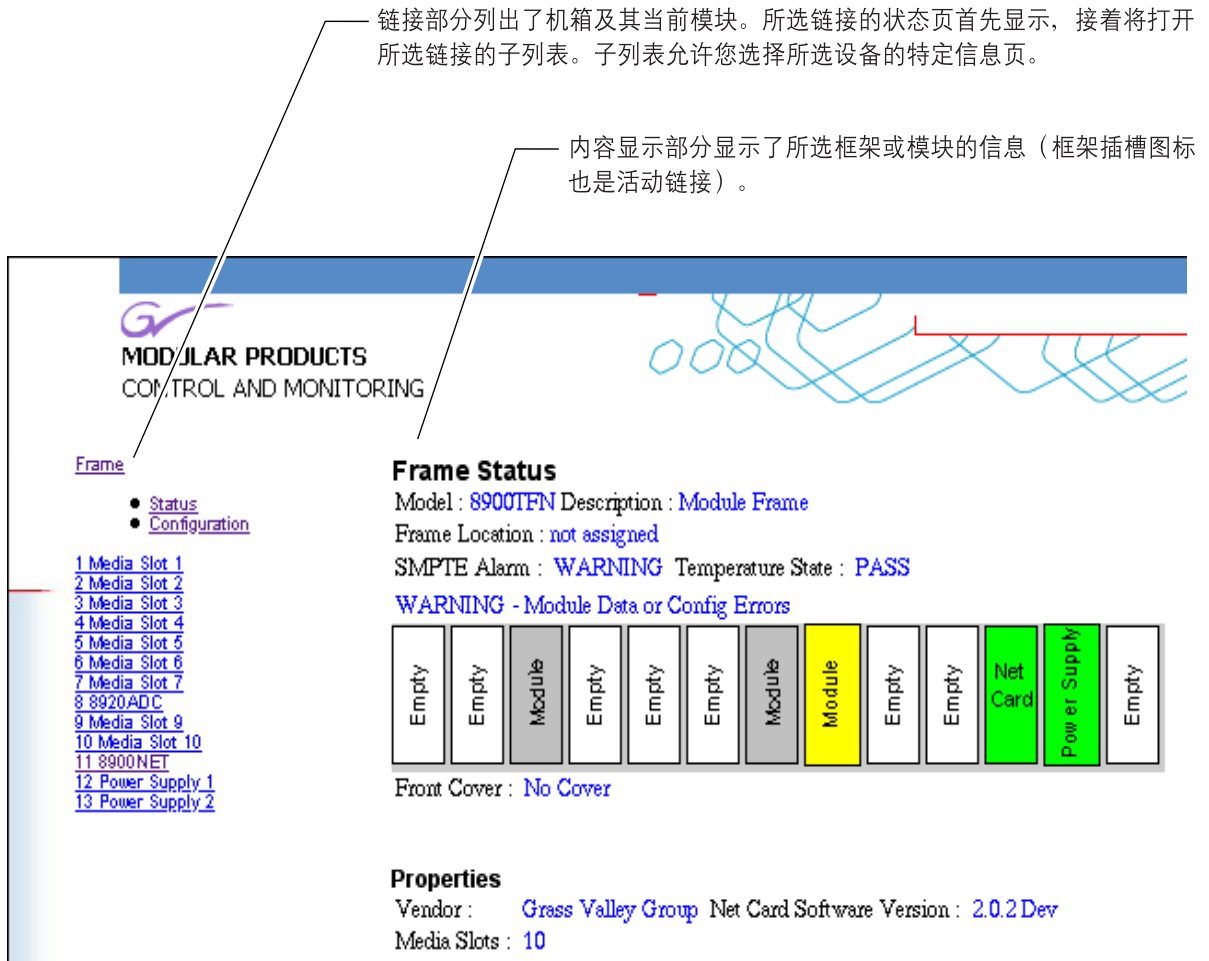 链接部分列出了机箱及其当前模块。所选链接的状态页首先显示，接着将打开
所选链接的子列表。子列表允许您选择所选设备的特定信息页。
内容显示部分显示了所选框架或模块的信息（框架插槽图标
也是活动链接）。
MODULAR PRODUCTS
CONTROL AND MONITORING
Frame
Status
Configuration
1 Media Slot 1
2 Media Slot 2
3 Media Slot 3
4 Media Slot 4
5 Media Slot 5
6 Media Slot 6
7 Media Slot 7
8 8920ADC
9 Media Slot 9
10 Media Slot 10
11 8900NET
12 Power Supply 1
13 Power Supply 2
Frame Status
Model : 8900TFN Description : Module Frame
Frame Location : not assigned
SMPTE Alarm : WARNING Temperature State : PASS
WARNING - Module Data or Config Errors
Empty
Empty
Module
Empty
Empty
Empty
Module
Module
Empty
Empty
Net
Card
Power Supply
Empty
Front Cover : No Cover
Properties
Vendor : Grass Valley Group Net Card Software Version : 2.0.2 Dev
Media Slots : 10